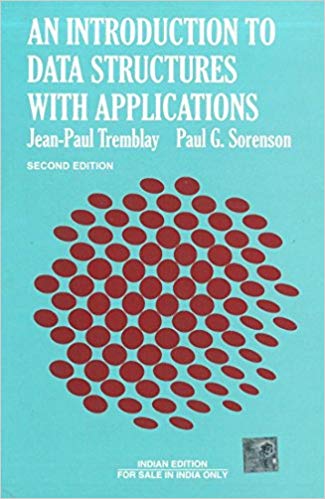 AN INTRODUCTION TO
DATA STRUCTURES
WITH APPLICATIONS
Jean-Paul Tremblay Paul G. Sorenson
SECOND EDITION
INDIAN EDITION
FOR SALE IN INDIA ONLY